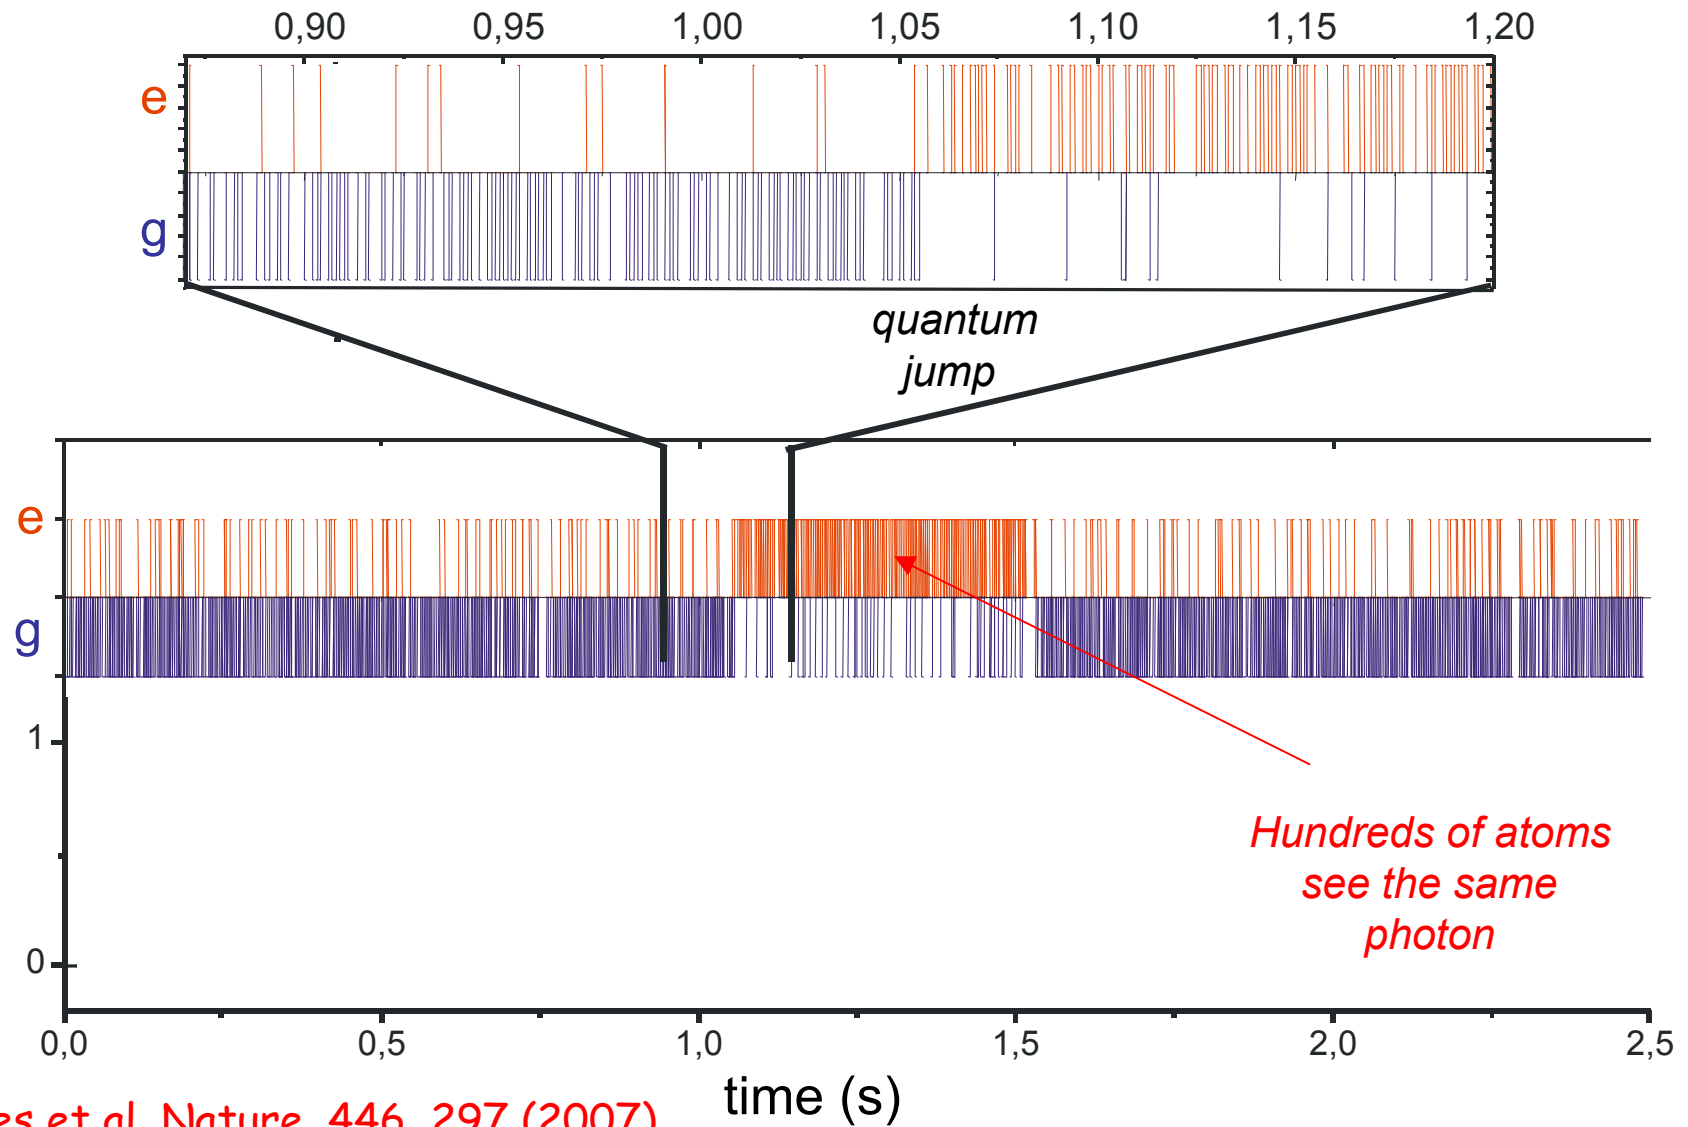 0,90 0,95 1,00 1,05 1,10 1,15 1,20
e
g
quantum
jump
e
g
1
Hundreds of atoms
see the same
photon
0
0,0 0,5 1,0 1,5 2,0 2,5
time (s)
et al Nature 446 297 (2007)